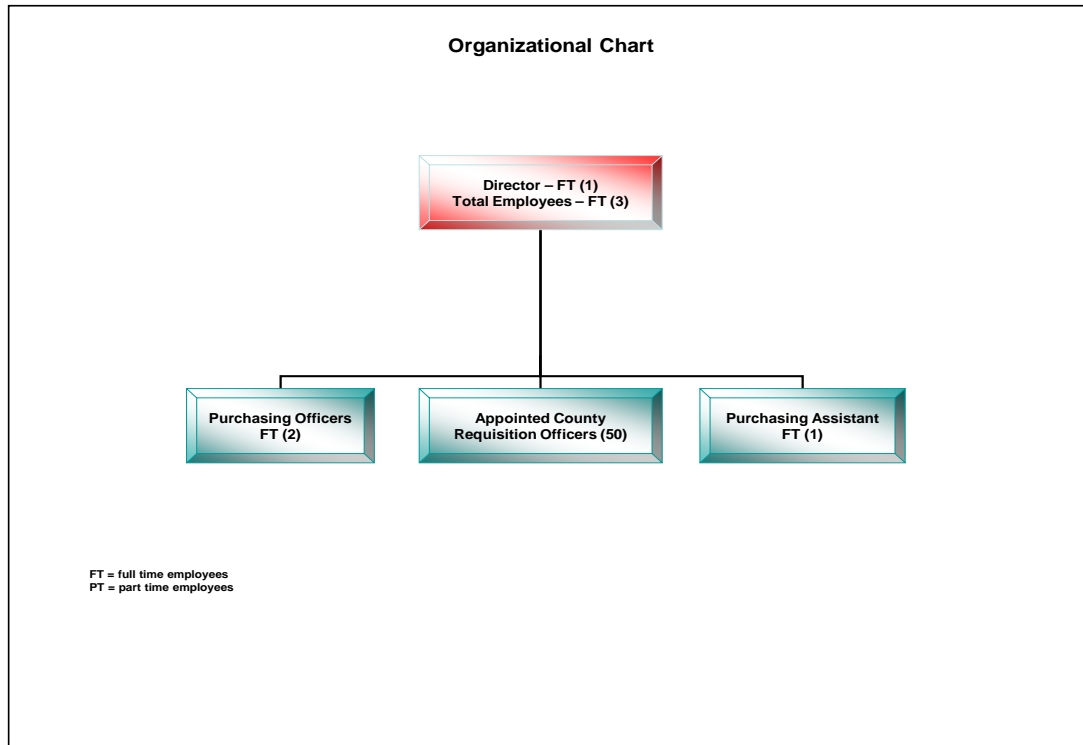 Organizational Chart
Director – FT (1)
Total Employees – FT (3)
Purchasing Officers
FT (2)
Appointed County
Requisition Officers (50)
Purchasing Assistant
FT (1)
FT = full time employees
PT = part time employees